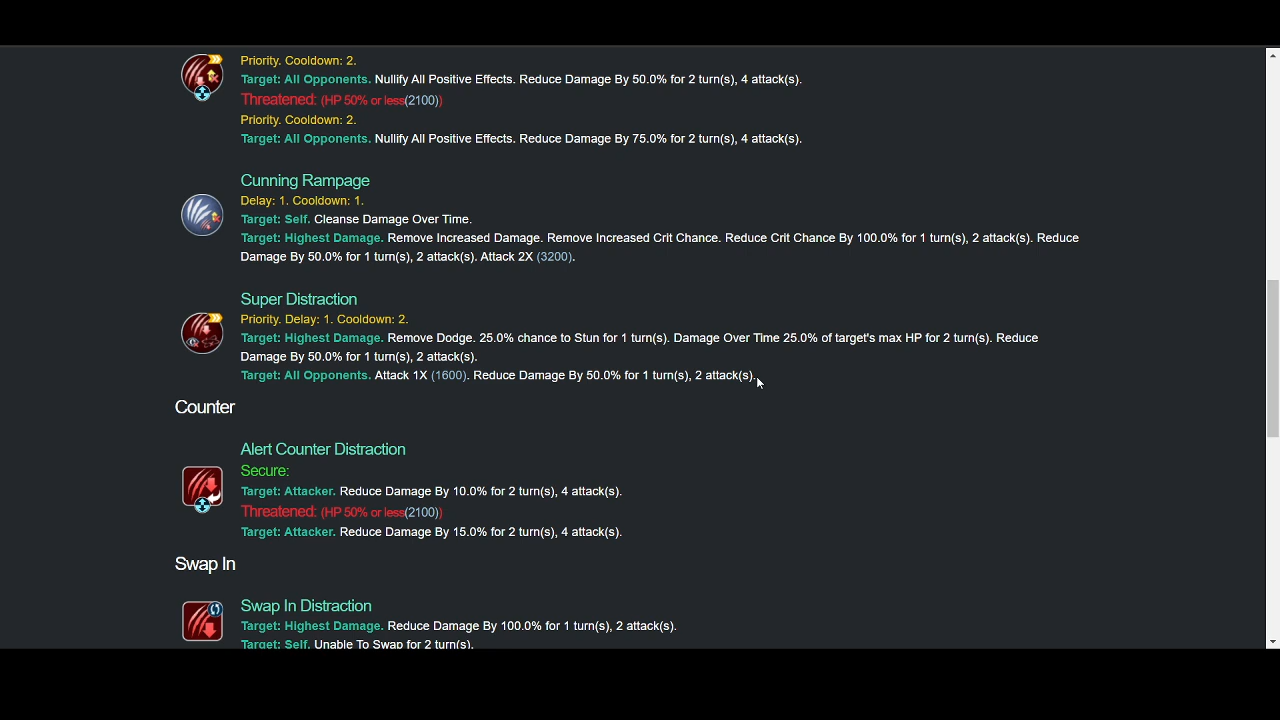 Priority. Cooldown: 2.
Target: All Opponents. Nullify All Positive Effects. Reduce Damage By 50.0% for 2 turn(s), 4 attack(s).
Threatened: (HP 50% or less(2100))
Priority. Cooldown: 2.
Target: All Opponents. Nullify All Positive Effects. Reduce Damage By 75.0% for 2 turn(s), 4 attack(s).
Cunning Rampage
Delay: 1. Cooldown: 1.
Target: Self. Cleanse Damage Over Time.
Target: Highest Damage. Remove Increased Damage. Remove Increased Crit Chance. Reduce Crit Chance By 100.0% for 1 turn(s), 2 attack(s). Reduce
Damage By 50.0% for 1 turn(s), 2 attack(s). Attack 2X (3200).
Super Distraction
Priority. Delay: 1. Cooldown: 2.
Target: Highest Damage. Remove Dodge. 25.0% chance to Stun for 1 turn(s). Damage Over Time 25.0% of target's max HP for 2 turn(s). Reduce
Damage By 50.0% for 1 turn(s), 2 attack(s).
Target: All Opponents. Attack 1X (1600). Reduce Damage By 50.0% for 1 turn(s), 2 attack(s).
Counter
Alert Counter Distraction
Secure:
Target: Attacker. Reduce Damage By 10.0% for 2 turn(s), 4 attack(s).
Threatened: (HP 50% or less(2100))
Target: Attacker. Reduce Damage By 15.0% for 2 turn(s), 4 attack(s).
Swap In
Swap In Distraction
Target: Highest Damage. Reduce Damage By 100.0% for 1 turn(s), 2 attack(s).
Target: Self. Unable To Swap for 2 turn(s).